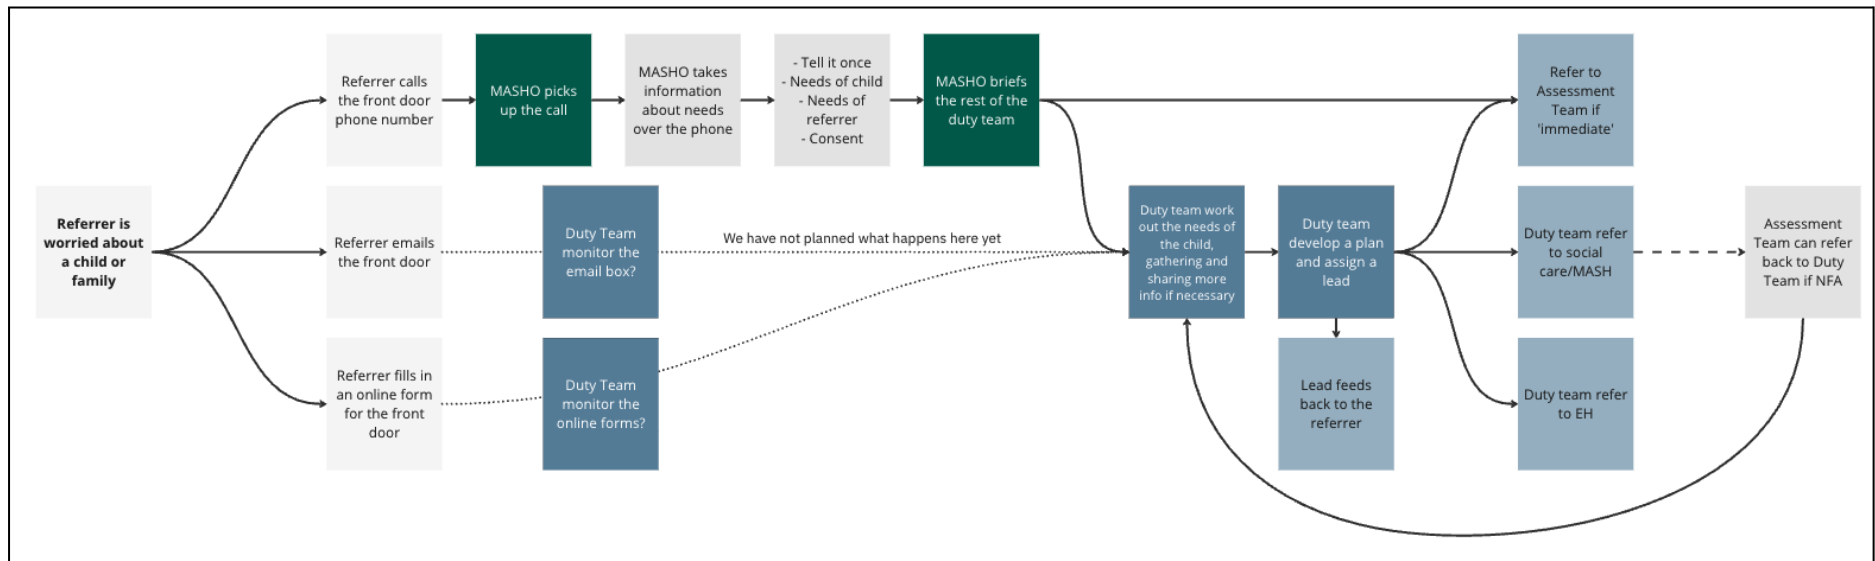 Referrer is
worried about
a child or
family
Referrer calls
the front door
phone number
MASHO picks
up the call
MASHO takes
information
about needs
over the phone
- Tell it once
- Needs of child
- Needs of
referrer
- Consent
MASHO briefs
the rest of the
duty team
Refer to
Assessment
Team if
'immediate'
Referrer emails
the front door
Duty Team
monitor the
email box?
We have not planned what happens here yet
Duty team work
out the needs of
the child,
gathering and
sharing more
info if necessary
Duty team
develop a plan
and assign a
lead
Duty team refer
to social
care/MASH
Assessment
Team can refer
back to Duty
Team if NFA
Referrer fills in
an online form
for the front
door
Duty Team
monitor the
online forms?
Lead feeds
back to the
referrer
Duty team refer
to EH